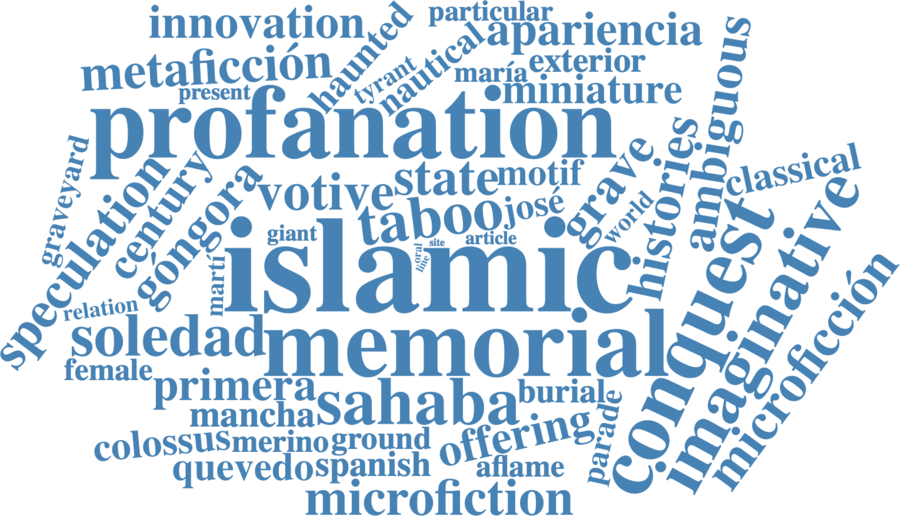 innovation
haunted
particular
apariencia
metaficción
tyrant
nautical
maría
exterior
present
miniature
profanation
ambiguous
graveyard
speculation
century
góngora
votive
state
motif
grave
histories
classical
taboo
josé
world
giant
oral
line
site
article
martí
islamic
conquest
imaginative
microficción
relation
soledad
memorial
female
primera
sahaba
burial
mancha
parade
colossus
merino
ground
offering
quevedo
spanish
aflame
microfiction